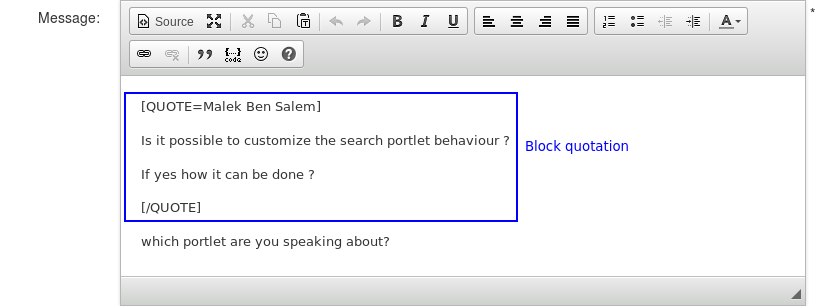 Message:
Source
B I U
A
*
{...}
code
?
[QUOTE=Malek Ben Salem]
Is it possible to customize the search portlet behaviour ?
Block quotation
If yes how it can be done ?
[/QUOTE]
which portlet are you speaking about?